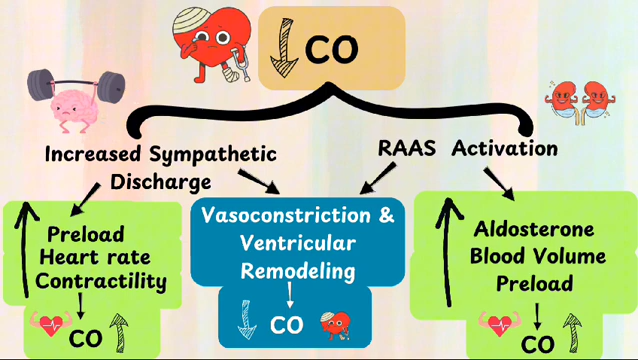 CO
Increased Sympathetic
Discharge
RAAS Activation
Preload
Heart rate
Contractility
CO
Vasoconstriction &
Ventricular
Remodeling
CO
Aldosterone
Blood Volume
Preload
CO